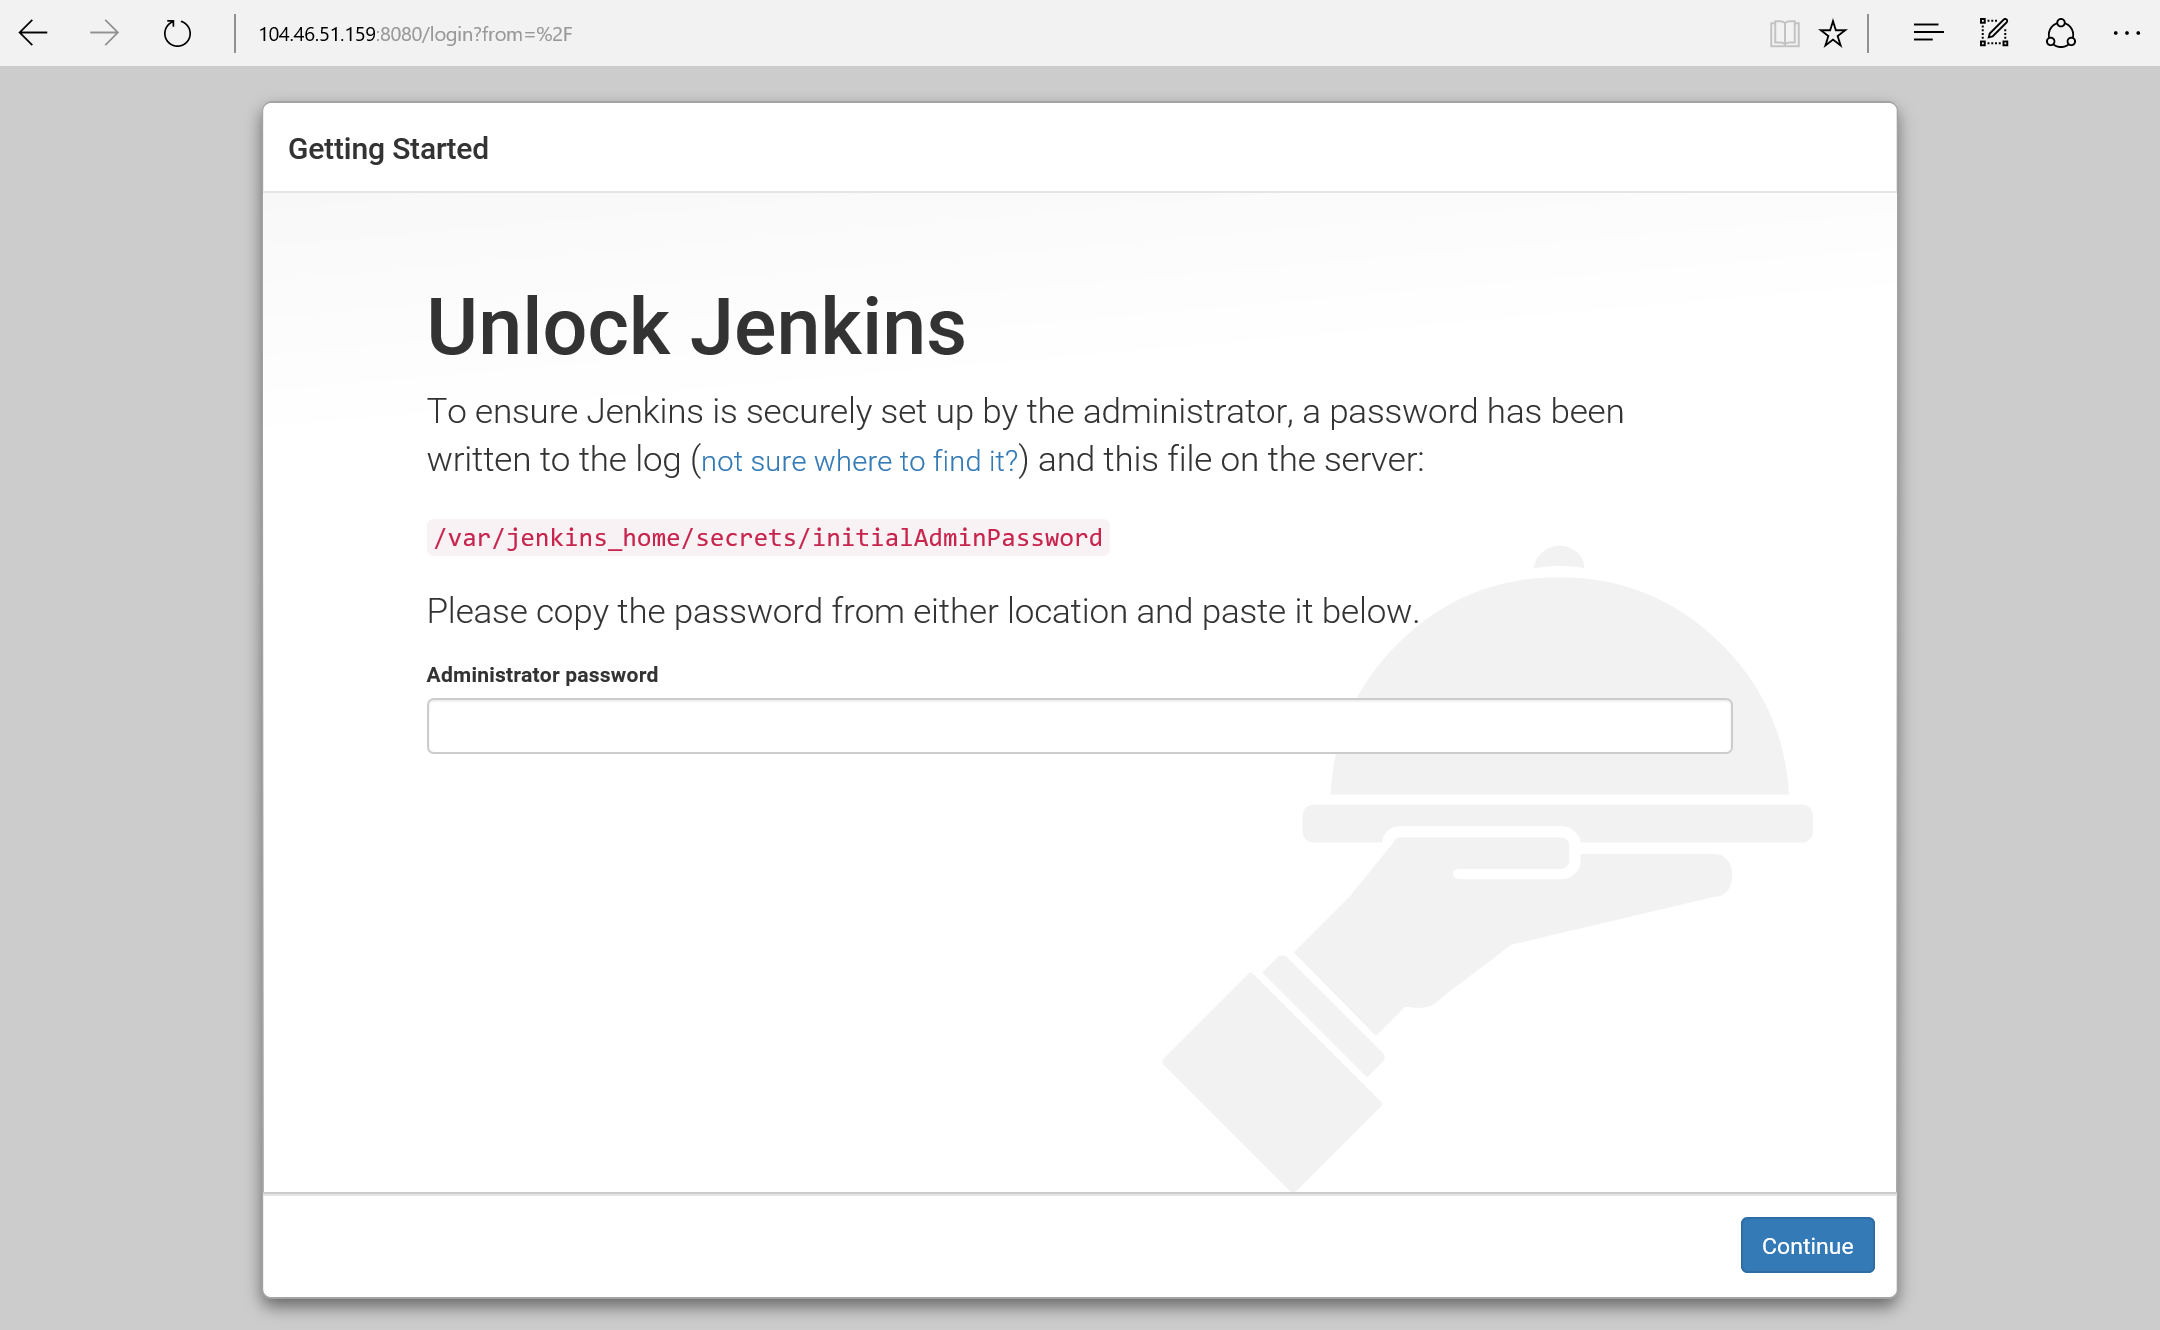 104.46.51.159:8080/login?from=%2F
Getting Started
Unlock Jenkins
To ensure Jenkins is securely set up by the administrator, a password has been
written to the log (not sure where to find it?) and this file on the server:
/var/jenkins_home/secrets/initialAdminPassword
Please copy the password from either location and paste it below.
Administrator password
Continue